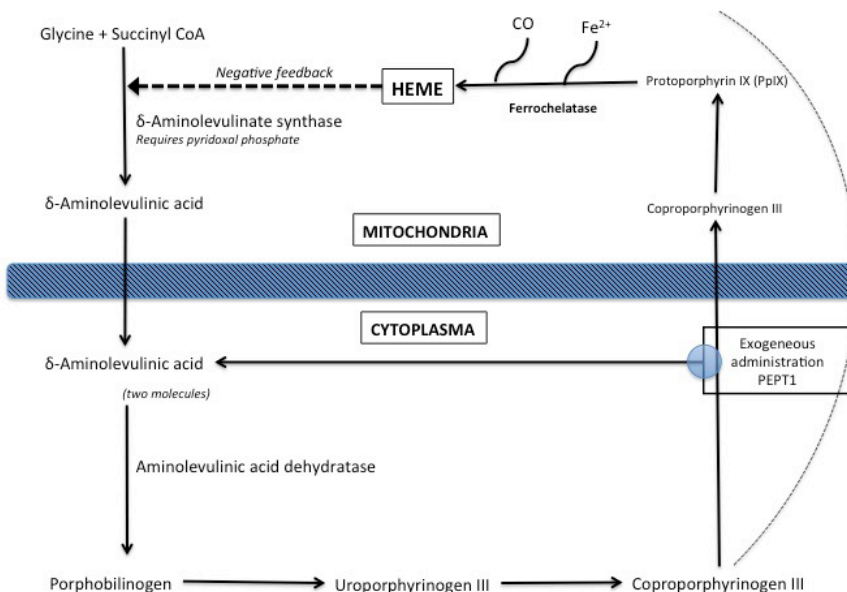 Glycine + Succinyl CoA
CO
Fe2+
Negative feedback
HEME
Ferrochelatase
Protoporphyrin IX (PpIX)
δ-Aminolevulinate synthase
Requires pyridoxal phosphate
δ-Aminolevulinic acid
Coproporphyrinogen III
MITOCHONDRIA
CYTOPLASMA
δ-Aminolevulinic acid
(two molecules)
Exogeneous
administration
PEPT1
Aminolevulinic acid dehydratase
Porphobilinogen
Uroporphyrinogen III
Coproporphyrinogen III